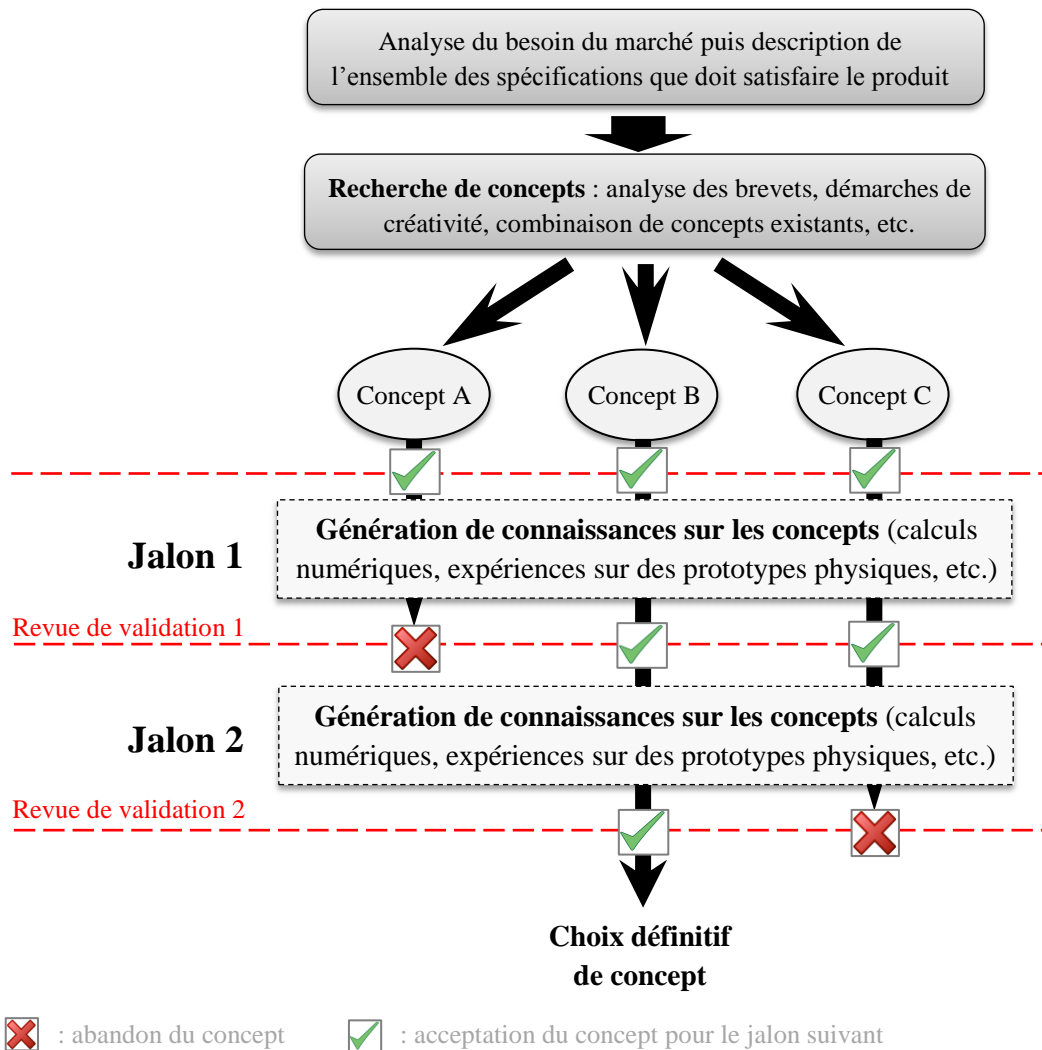 Analyse du besoin du marché puis description de
l’ensemble des spécifications que doit satisfaire le produit
Recherche de concepts : analyse des brevets, démarches de
créativité, combinaison de concepts existants, etc.
Concept A
Concept B
Concept C
Jalon 1
Génération de connaissances sur les concepts (calculs
numériques, expériences sur des prototypes physiques, etc.)
Revue de validation 1
Jalon 2
Génération de connaissances sur les concepts (calculs
numériques, expériences sur des prototypes physiques, etc.)
Revue de validation 2
Choix définitif
de concept
: abandon du concept
: acceptation du concept pour le jalon suivant